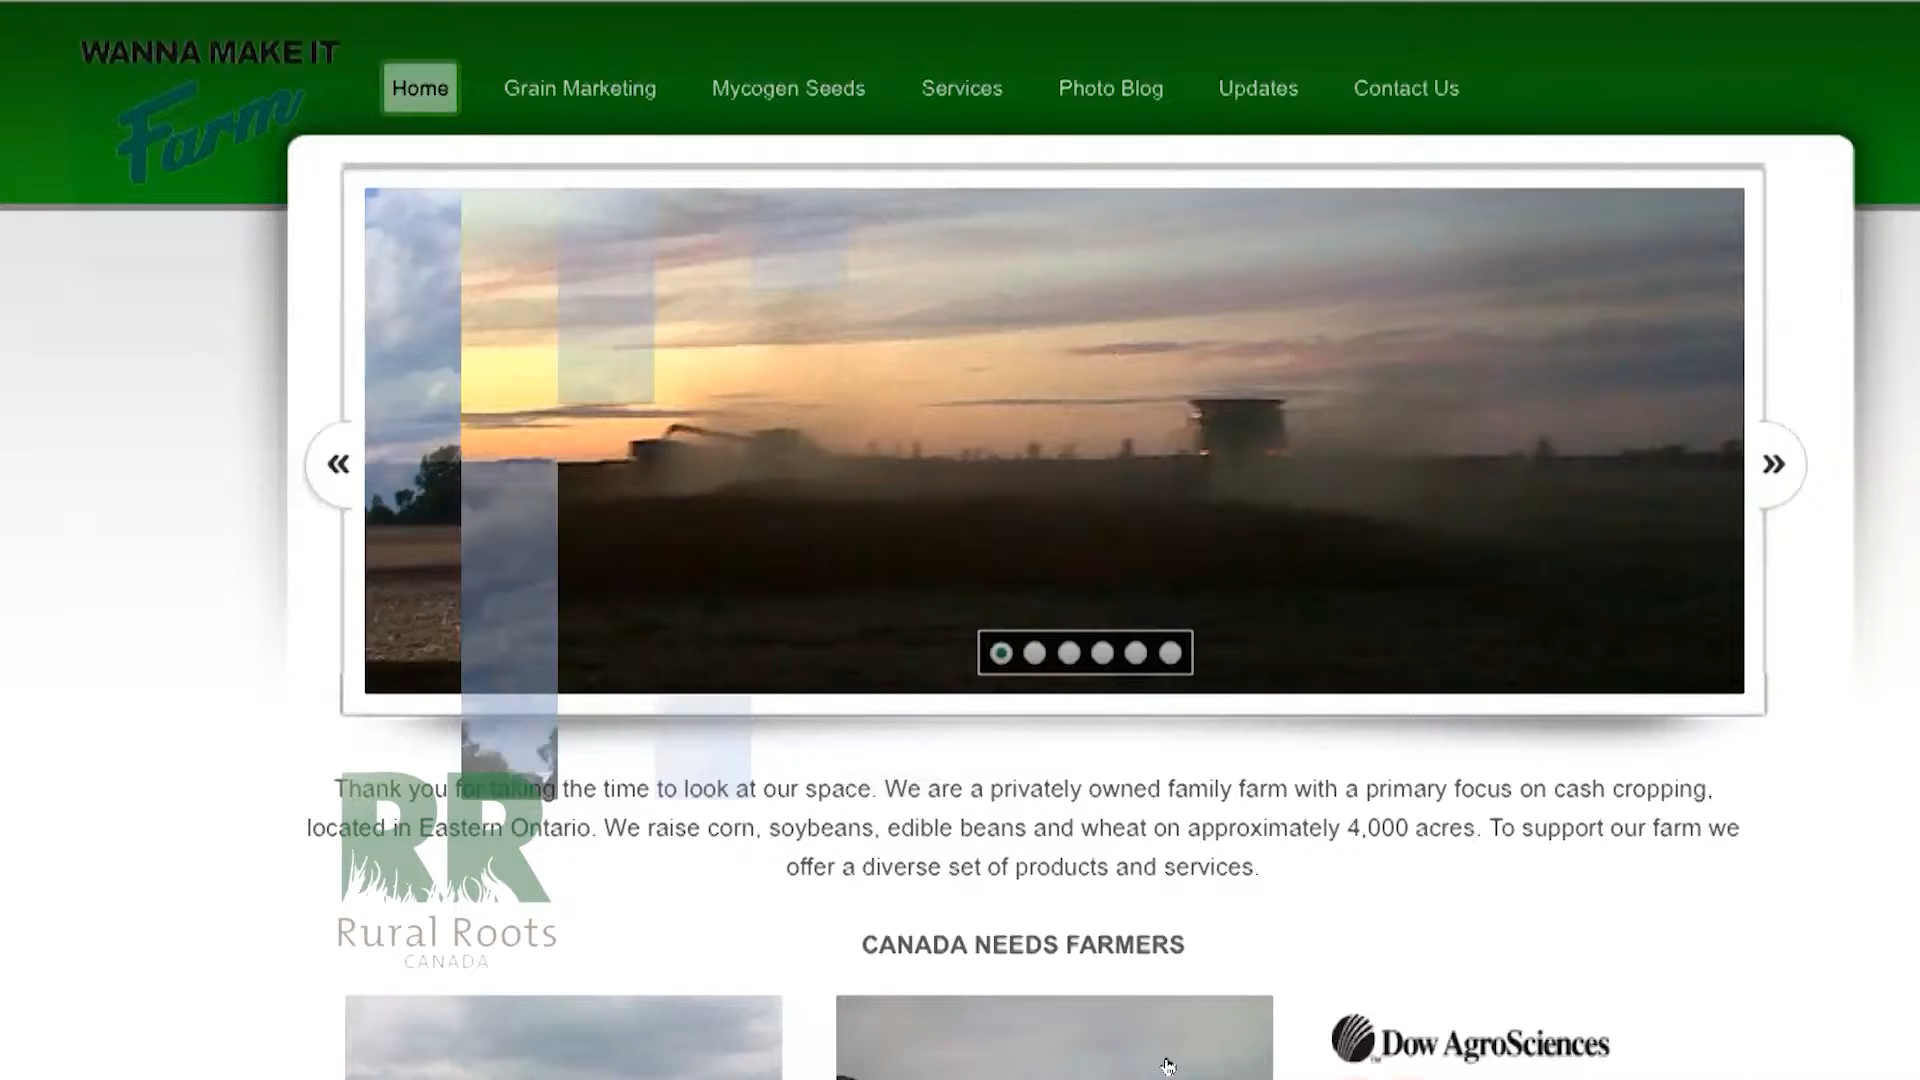 WANNA MAKE IT
Farm
Home
Grain Marketing
Mycogen Seeds
Services
Photo Blog
Updates
Contact Us
«
»
Thank you for taking the time to look at our space. We are a privately owned family farm with a primary focus on cash cropping,
located in Eastern Ontario. We raise corn, soybeans, edible beans and wheat on approximately 4,000 acres. To support our farm we
offer a diverse set of products and services.
RR
Rural Roots
CANADA
CANADA NEEDS FARMERS
Dow AgroSciences